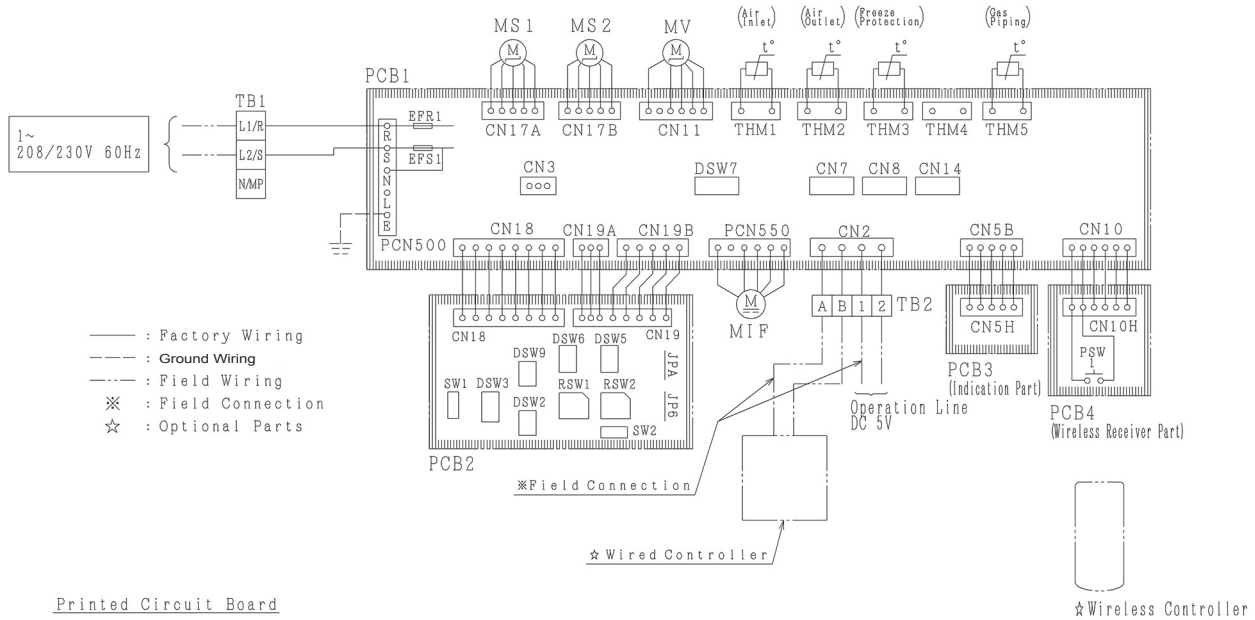 (Air Inlet)
(Air Outlet)
(Freeze Protection)
(Gas Piping)
MS1
MS2
MV
t°
t°
t°
t°
M
M
M
PCB1
TB1
1~
208/230V 60Hz
L1/R
L2/S
N/MP
R
S
N
L
E
EFR1
EFS1
CN17A
CN17B
CN11
THM1
THM2
THM3
THM4
THM5
CN3
DSW7
CN7
CN8
CN14
PCN500
CN18
CN19A
CN19B
PCN550
CN2
CN5B
CN10
A
B
1
2
TB2
M
MIF
CN18
CN19
CN5H
CN10H
DSW6
DSW5
DSW9
SW1
DSW3
RSW1
RSW2
DSW2
SW2
JPA
JP6
PCB2
PSW
1
PCB3
(Indication Part)
PCB4
(Wireless Receiver Part)
: Factory Wiring
: Ground Wiring
: Field Wiring
※ : Field Connection
☆ : Optional Parts
Operation Line
DC 5V
※Field Connection
☆Wired Controller
☆Wireless Controller
Printed Circuit Board